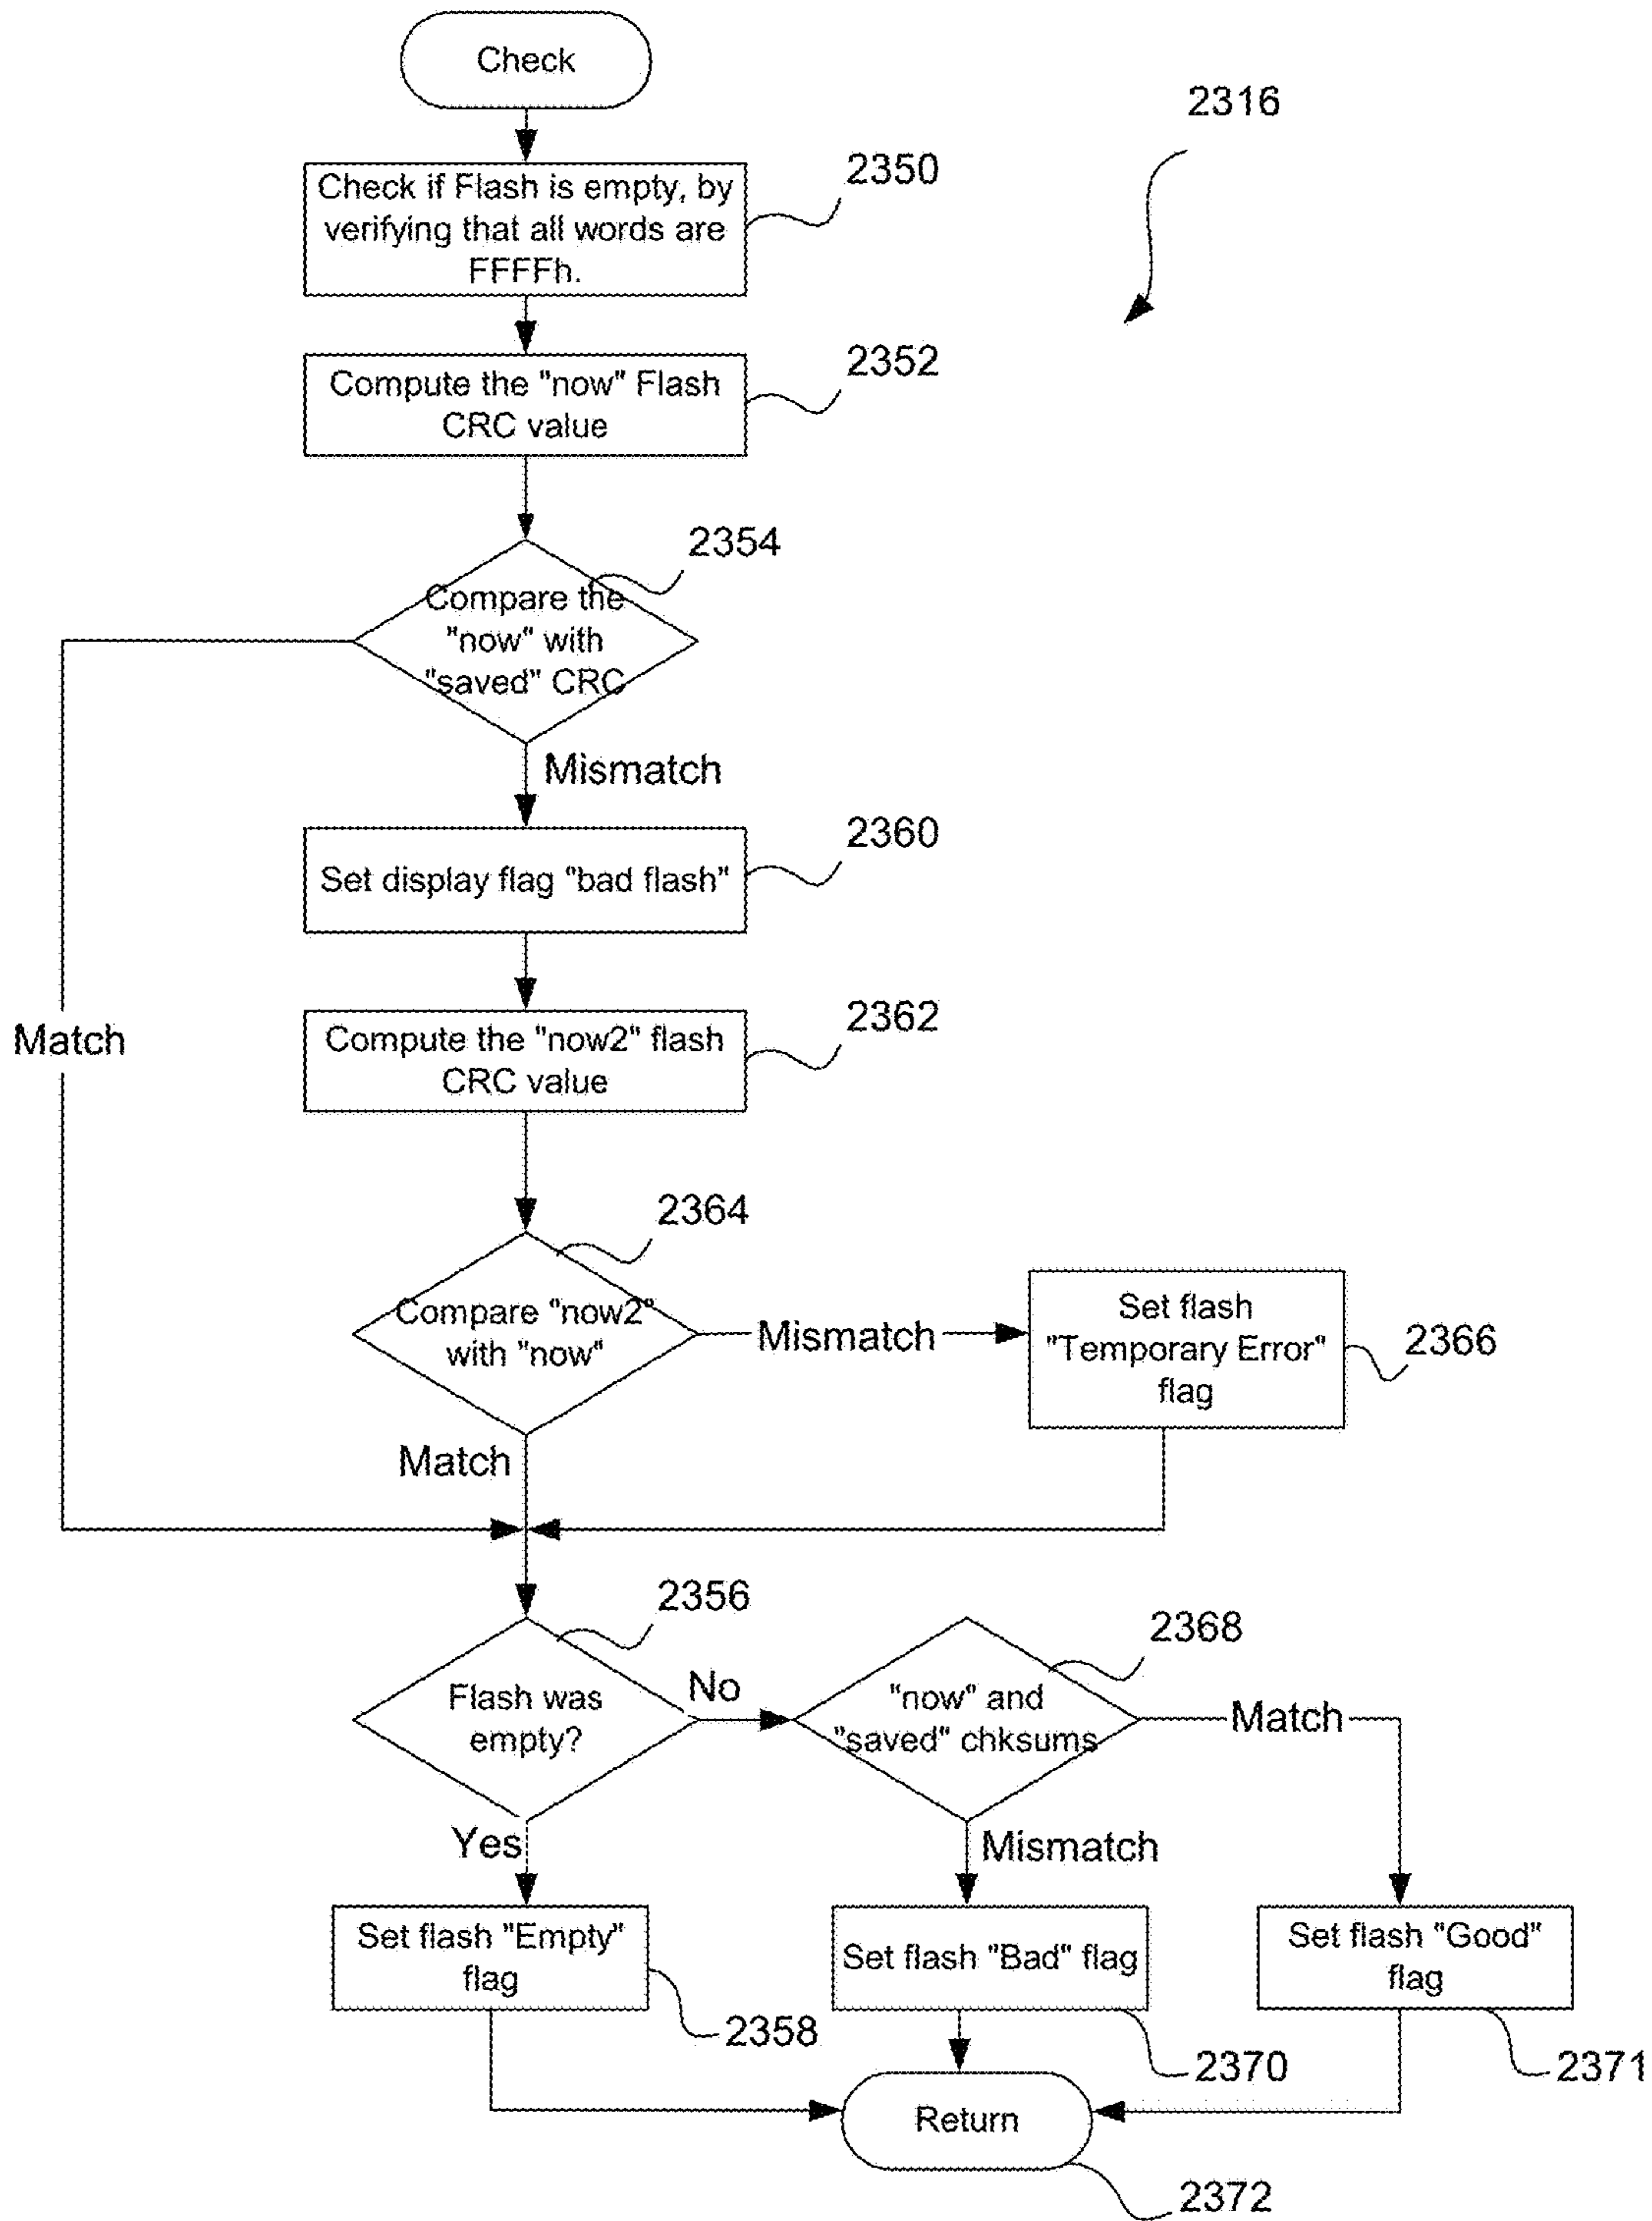 Check
2316
2350
Check if Flash is empty, by
verifying that all words are
FFFFh.
2352
Compute the "now" Flash
CRC value
2354
Compare the
"now" with
"saved" CRC
Mismatch
2360
Set display flag "bad flash"
2362
Compute the "now2" flash
CRC value
Match
2364
Compare "now2"
with "now"
Mismatch
Set flash
"Temporary Error"
flag
2366
Match
2356
Flash was
empty?
No
2368
"now" and
"saved" chksums
Match
Yes
Mismatch
Set flash "Empty"
flag
2358
Set flash "Bad" flag
2370
Set flash "Good"
flag
2371
Return
2372